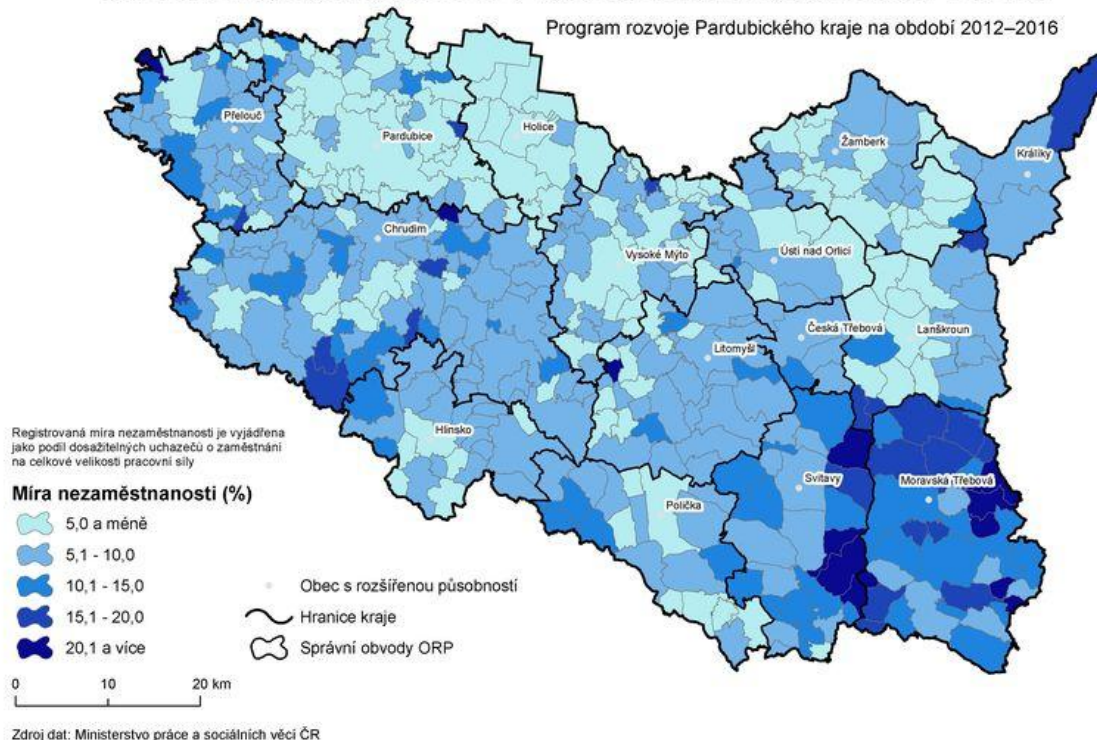 Program rozvoje Pardubického kraje na období 2012–2016
Přelouč
Pardubice
Holice
Žamberk
Králíky
Chrudim
Vysoké Mýto
Ústí nad Orlicí
Česká Třebová
Lanškroun
Litomyšl
Hlinsko
Polička
Svitavy
Moravská Třebová
Registrovaná míra nezaměstnanosti je vyjádřena
jako podíl dosažitelných uchazečů o zaměstnání
na celkové velikosti pracovní síly
Míra nezaměstnanosti (%)
5,0 a méně
5,1 - 10,0
10,1 - 15,0
15,1 - 20,0
20,1 a více
Obec s rozšířenou působností
Hranice kraje
Správní obvody ORP
0 10 20 km
Zdroj dat: Ministerstvo práce a sociálních věcí ČR